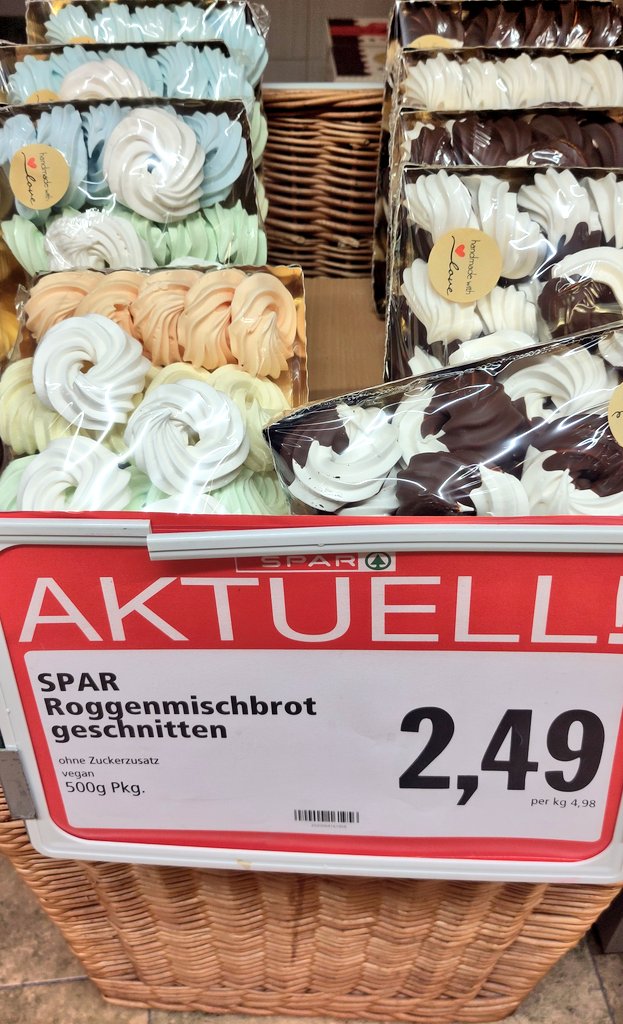 handmade with
love
handmade with
love
SPAR
AKTUELL!
SPAR
Roggenmischbrot
geschnitten
ohne Zuckerzusatz
vegan
500g Pkg.
2,49
per kg 4,98